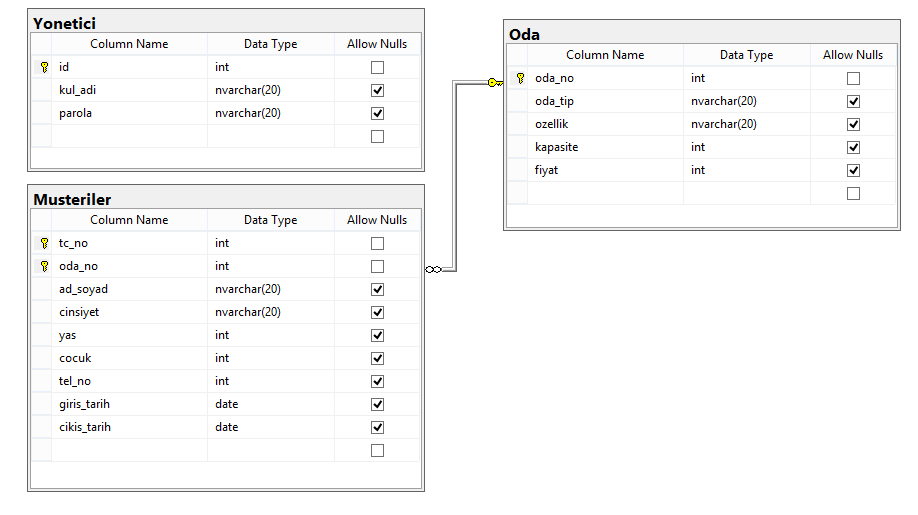 Yonetici
Column Name Data Type Allow Nulls
id int
kul_adi nvarchar(20)
parola nvarchar(20)
Musteriler
Column Name Data Type Allow Nulls
tc_no int
oda_no int
ad_soyad nvarchar(20)
cinsiyet nvarchar(20)
yas int
cocuk int
tel_no int
giris_tarih date
cikis_tarih date
Oda
Column Name Data Type Allow Nulls
oda_no int
oda_tip nvarchar(20)
ozellik nvarchar(20)
kapasite int
fiyat int